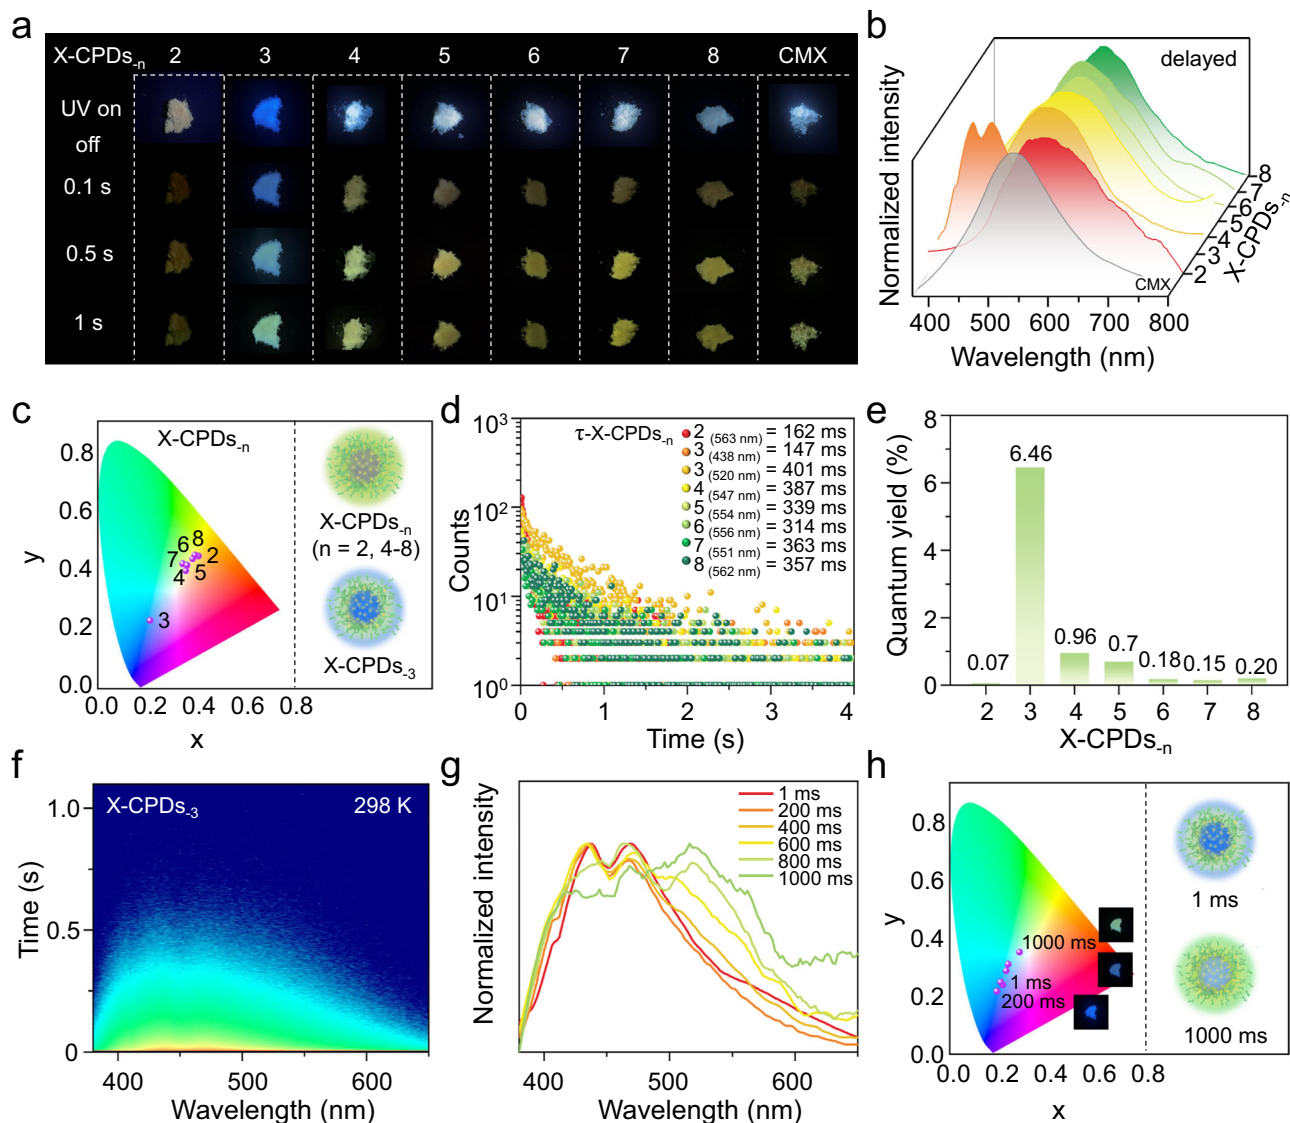 a
X-CPDs-n 2 3 4 5 6 7 8 CMX
UV on
off
0.1 s
0.5 s
1 s
b
delayed
Normalized intensity
8
7
6
5
4
3
2
CMX
X-CPDs-n
400 500 600 700 800
Wavelength (nm)
c
X-CPDs-n
0.8
0.6
0.4
0.2
0.0
y
6 8
7 2
4 5
3
0.0 0.2 0.4 0.8
x
X-CPDs-n
(n = 2, 4-8)
X-CPDs-3
d
τ-X-CPDs-n
2 (563 nm) = 162 ms
3 (438 nm) = 147 ms
3 (520 nm) = 401 ms
4 (547 nm) = 387 ms
5 (554 nm) = 339 ms
6 (556 nm) = 314 ms
7 (551 nm) = 363 ms
8 (562 nm) = 357 ms
10³
10²
10¹
10⁰
Counts
0 1 2 3 4
Time (s)
e
Quantum yield (%)
8
6
4
2
0
0.07 6.46 0.96 0.7 0.18 0.15 0.20
2 3 4 5 6 7 8
X-CPDs-n
f
X-CPDs-3 298 K
1.0
0.5
0
Time (s)
400 500 600
Wavelength (nm)
g
Normalized intensity
1 ms
200 ms
400 ms
600 ms
800 ms
1000 ms
400 500 600
Wavelength (nm)
h
0.8
0.6
0.4
0.2
0.0
y
1000 ms
1 ms
200 ms
0.0 0.2 0.4 0.6 0.8
x
1 ms
1000 ms